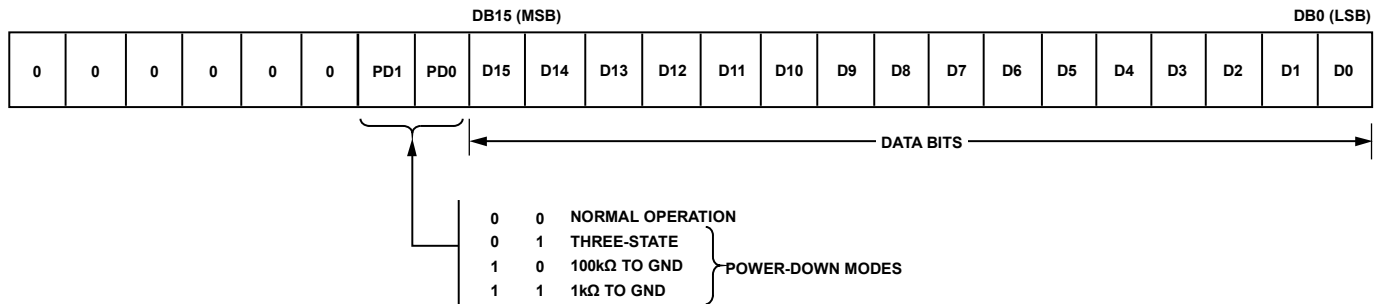 DB15 (MSB) DB0 (LSB)
0 0 0 0 0 0 PD1 PD0 D15 D14 D13 D12 D11 D10 D9 D8 D7 D6 D5 D4 D3 D2 D1 D0
DATA BITS
0 0 NORMAL OPERATION
0 1 THREE-STATE
1 0 100kΩ TO GND
POWER-DOWN MODES
1 1 1kΩ TO GND